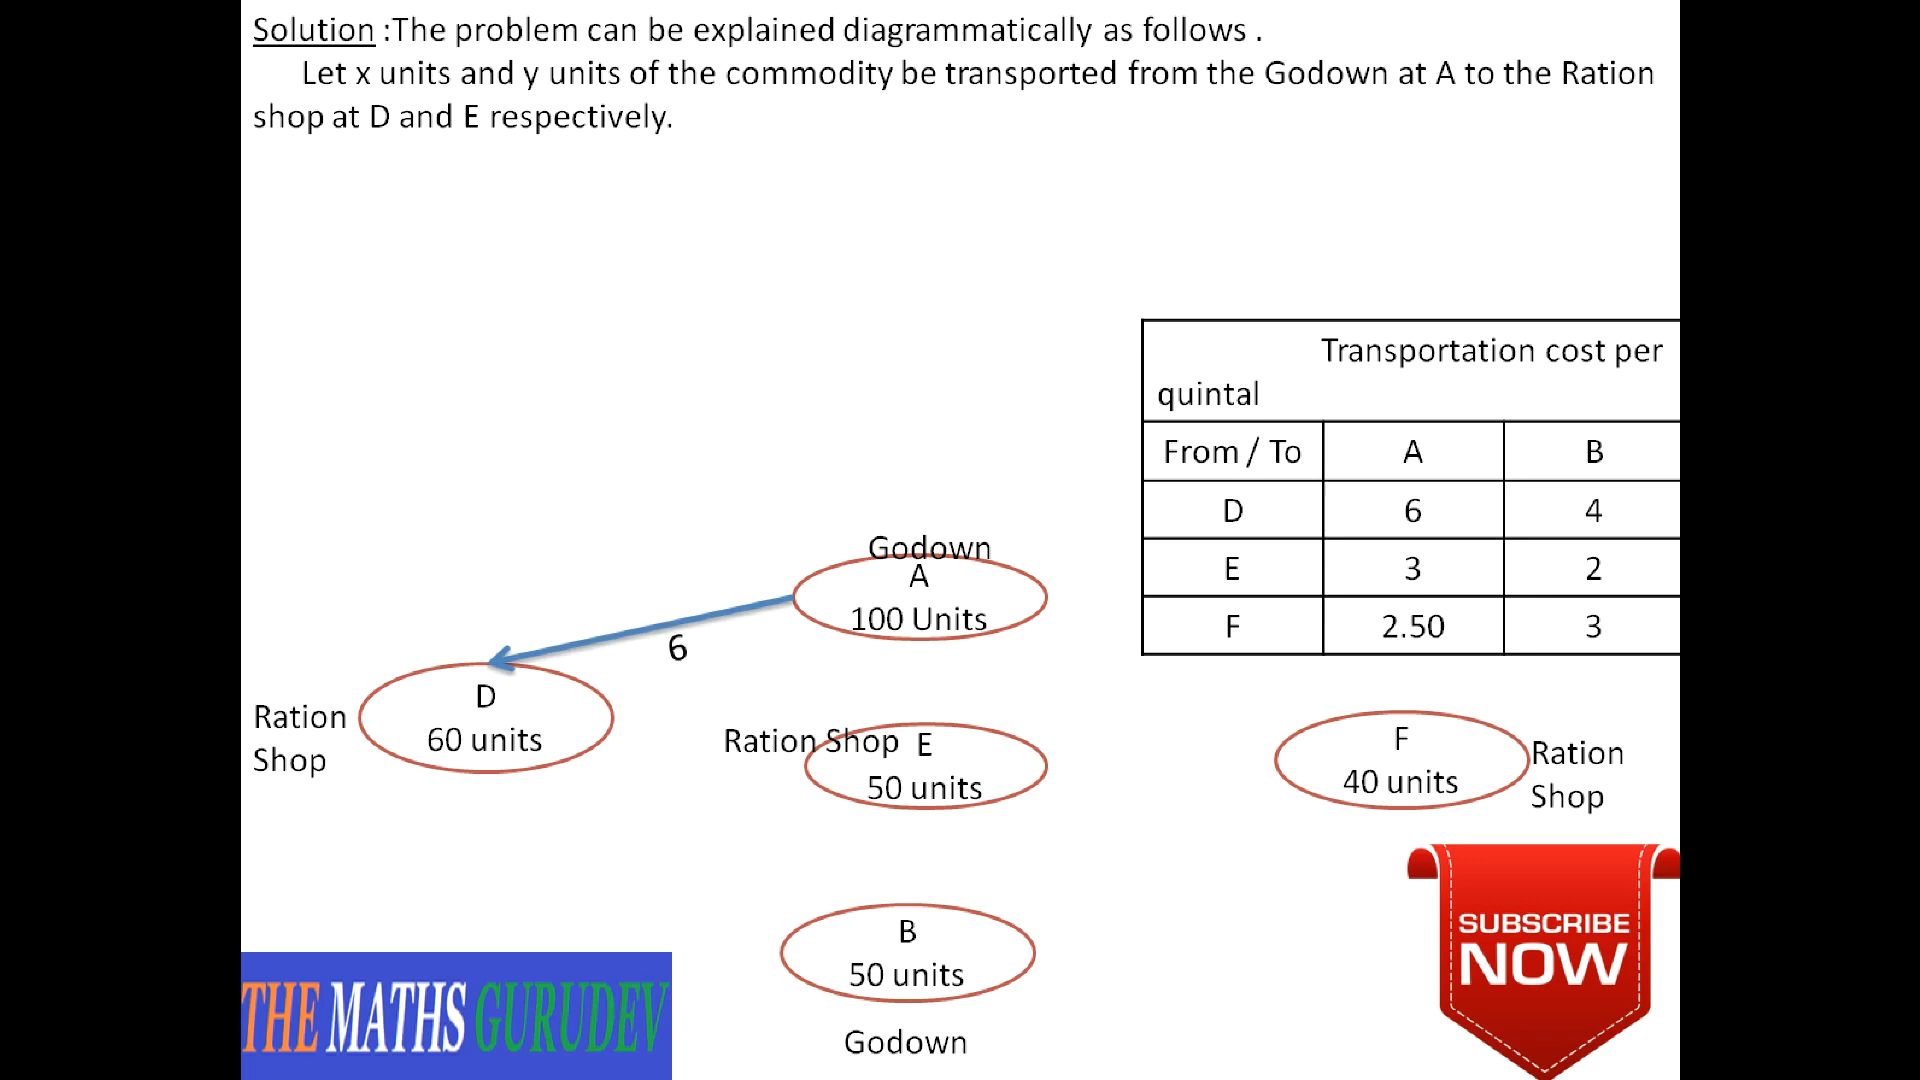 Solution :The problem can be explained diagrammatically as follows .
Let x units and y units of the commodity be transported from the Godown at A to the Ration
shop at D and E respectively.
Transportation cost per
quintal
From / To A B
D 6 4
E 3 2
F 2.50 3
Godown
A
100 Units
6
D
60 units
Ration
Shop
Ration Shop E
50 units
F
40 units
Ration
Shop
B
50 units
Godown
THE MATHS GURUDEV
SUBSCRIBE
NOW